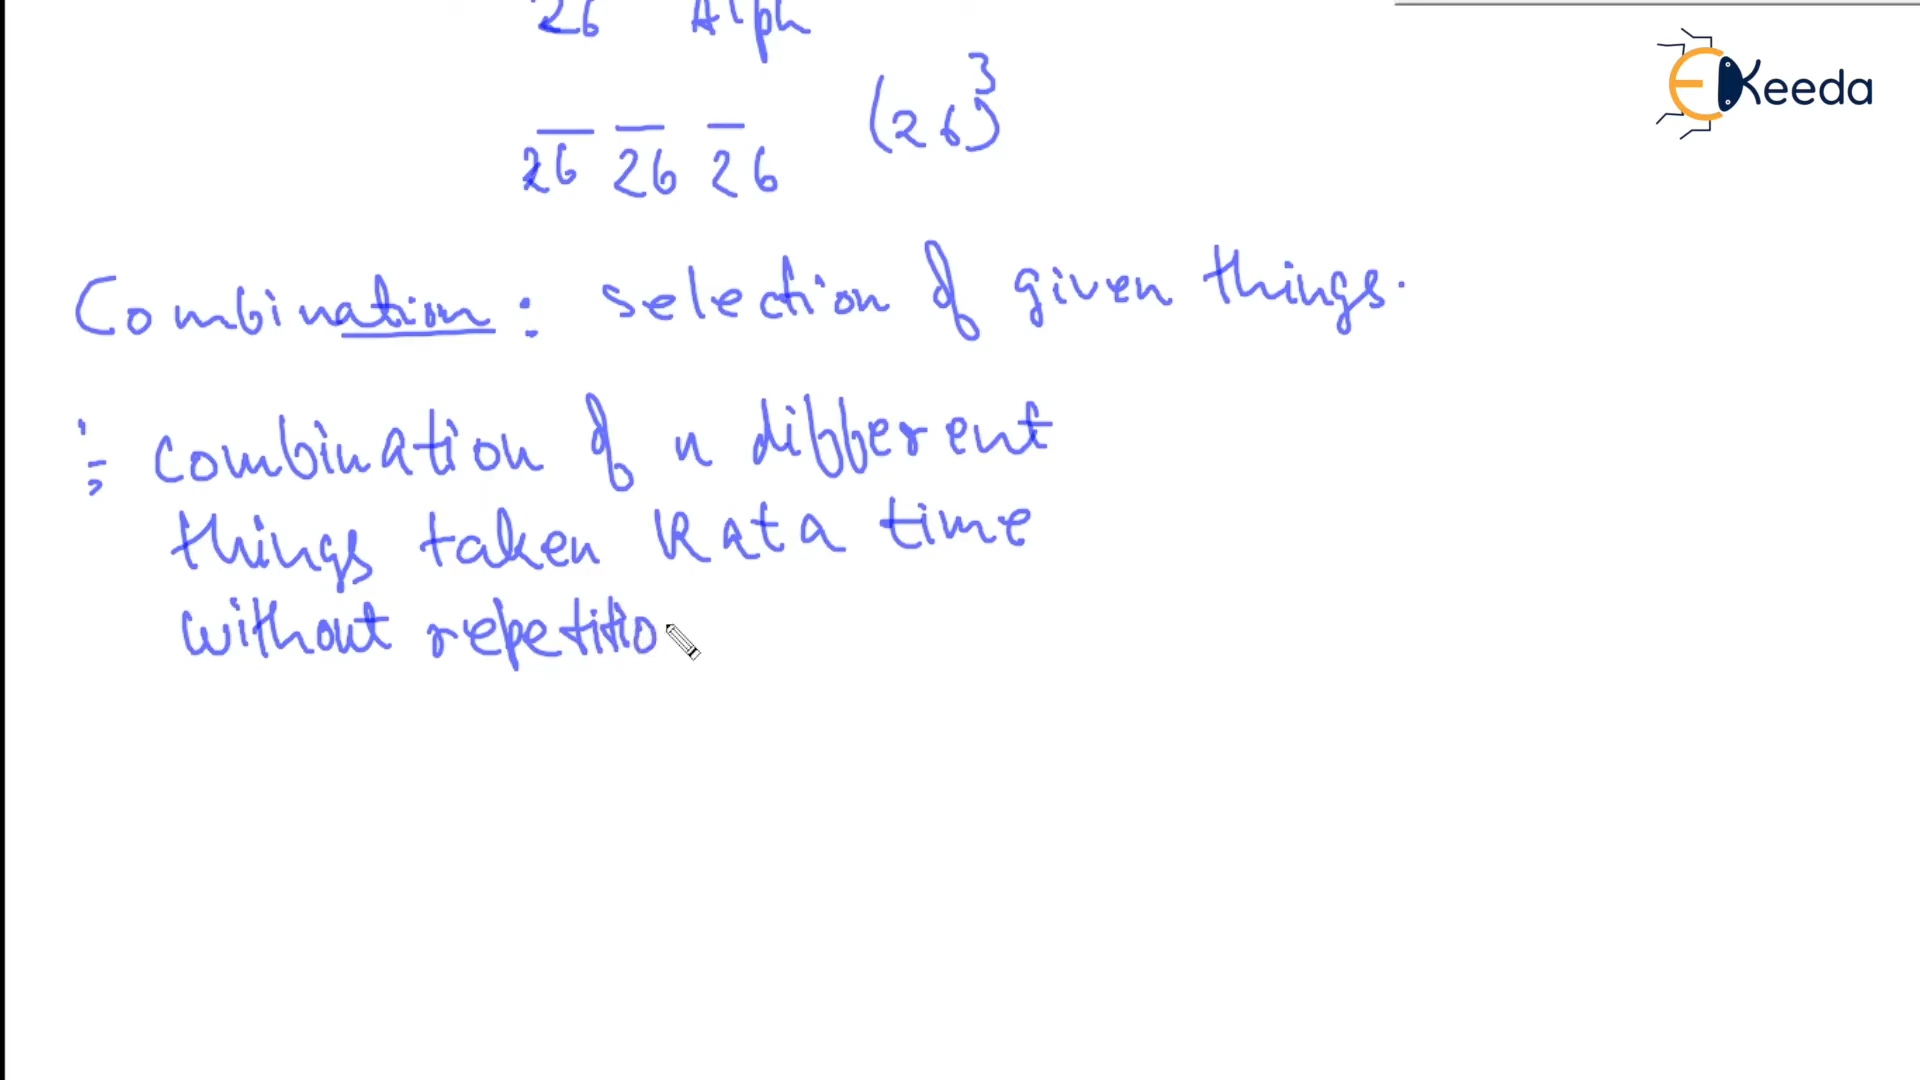 26 Alph
26 26 26 (26)³
EKeeda
Combination : selection of given things.
i= combination of n different
things taken R at a time
without repetitio